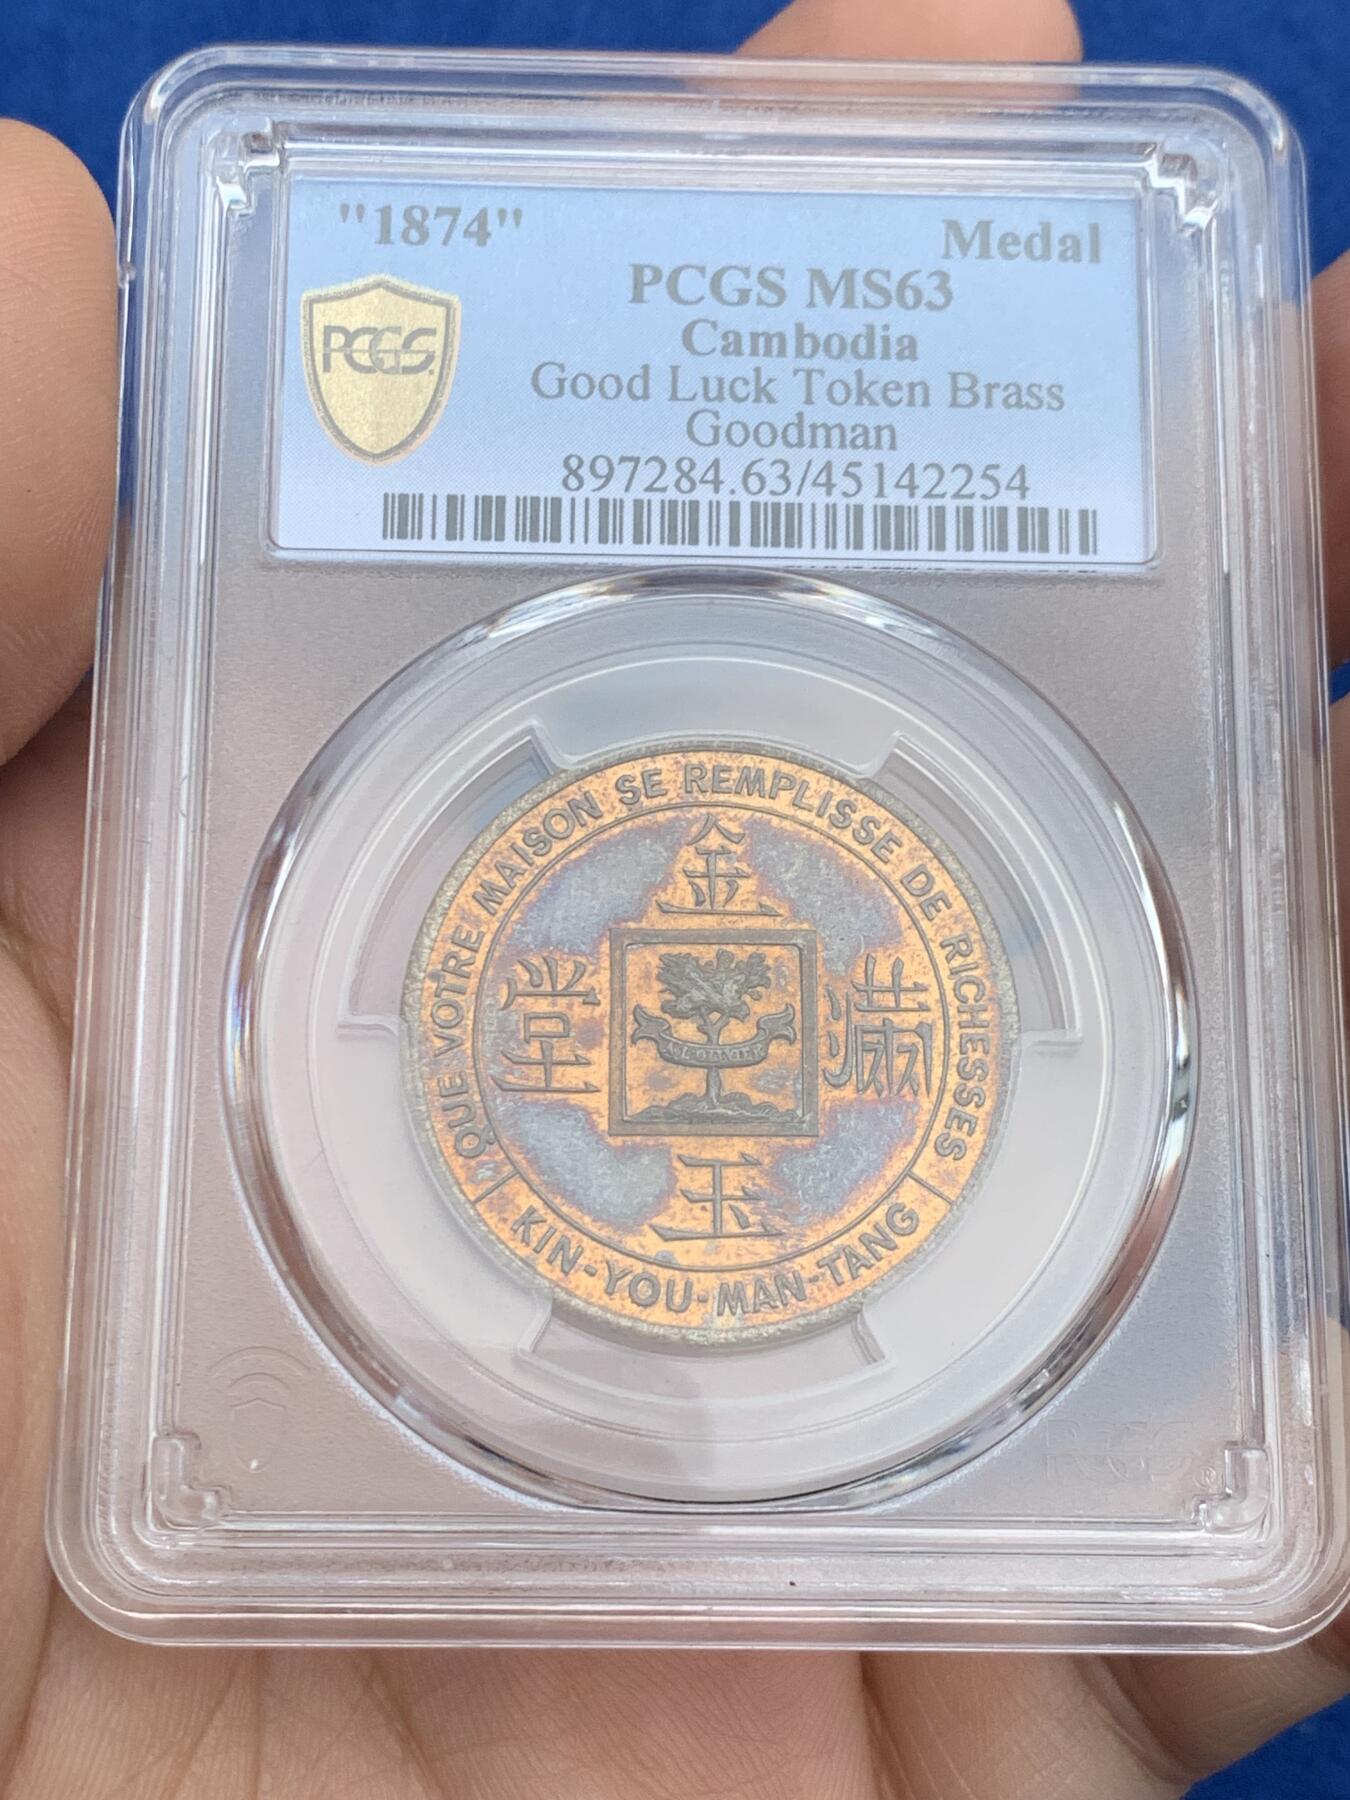 "1874"
Medal
PCGS MS63
PCGS
Cambodia
Good Luck Token Brass
Goodman
897284.63/45142254
QUE VOTRE MAISON SE REMPLISSE DE RICHESSES
金
堂
滿
玉
KIN-YOU-MAN-TANG
PCGS